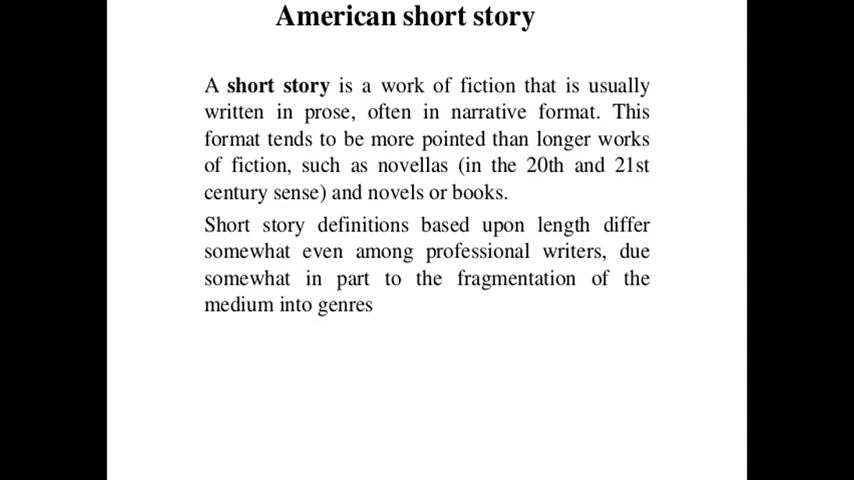 American short story
A short story is a work of fiction that is usually
written in prose, often in narrative format. This
format tends to be more pointed than longer works
of fiction, such as novellas (in the 20th and 21st
century sense) and novels or books.
Short story definitions based upon length differ
somewhat even among professional writers, due
somewhat in part to the fragmentation of the
medium into genres